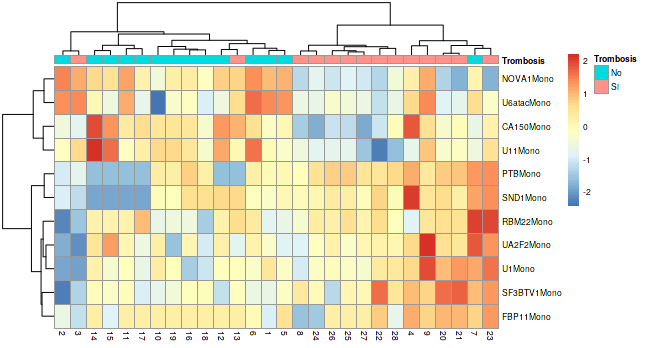 Trombosis
NOVA1Mono
U6atacMono
CA150Mono
U11Mono
PTBMono
SND1Mono
RBM22Mono
UA2F2Mono
U1Mono
SF3BTV1Mono
FBP11Mono
2 3 14 15 11 17 10 19 16 18 12 13 6 1 5 8 24 26 25 27 22 28 4 9 20 21 7 23
2
1
0
-1
-2
Trombosis
No
SI